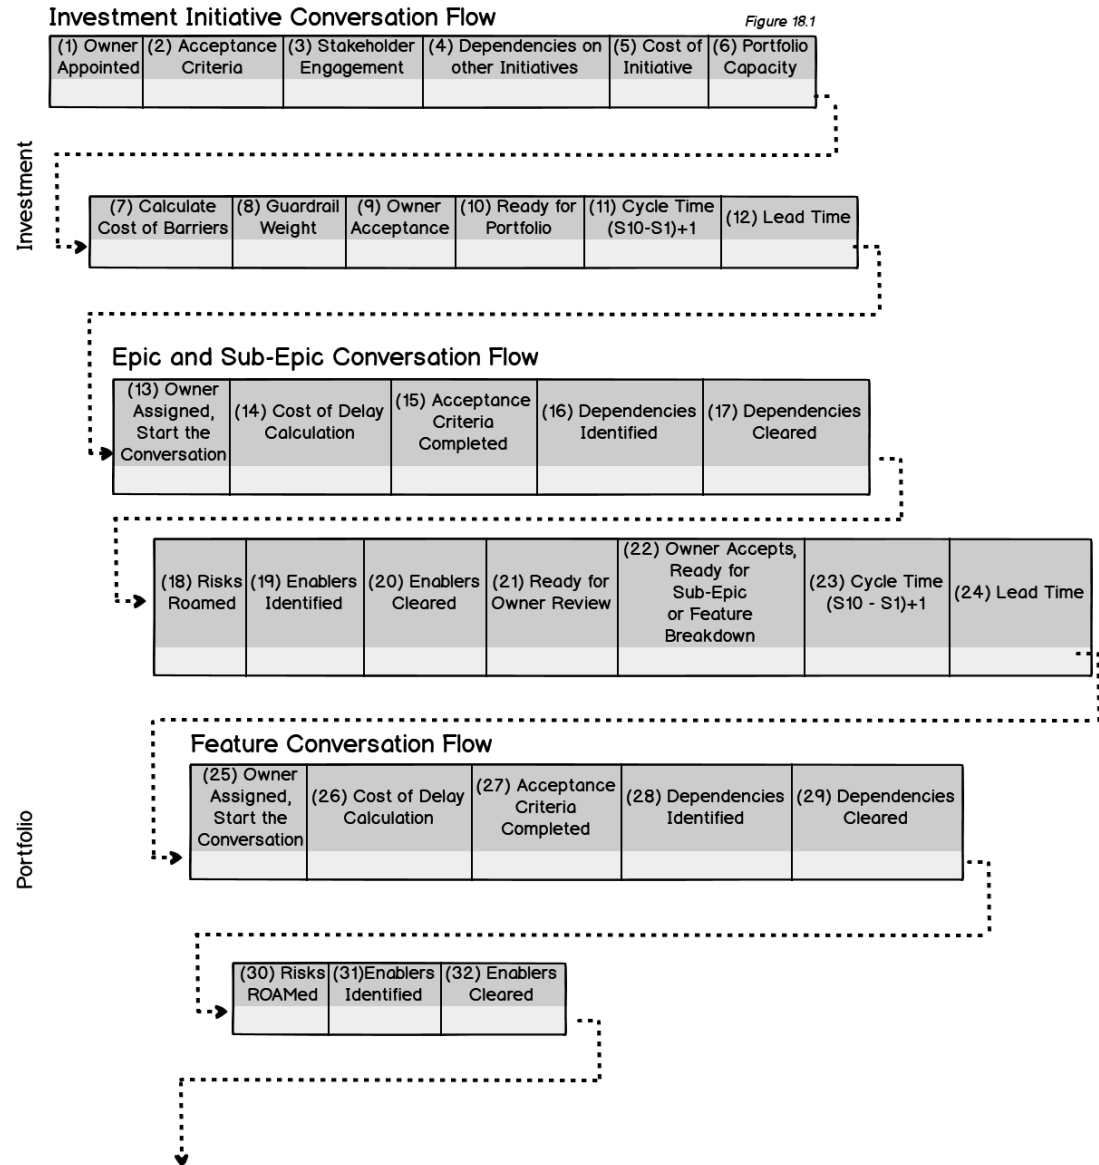 Investment Initiative Conversation Flow
Figure 18.1
(1) Owner
Appointed
(2) Acceptance
Criteria
(3) Stakeholder
Engagement
(4) Dependencies on
other Initiatives
(5) Cost of
Initiative
(6) Portfolio
Capacity
Investment
(7) Calculate
Cost of Barriers
(8) Guardrail
Weight
(9) Owner
Acceptance
(10) Ready for
Portfolio
(11) Cycle Time
(S10-S1)+1
(12) Lead Time
Epic and Sub-Epic Conversation Flow
(13) Owner
Assigned,
Start the
Conversation
(14) Cost of Delay
Calculation
(15) Acceptance
Criteria
Completed
(16) Dependencies
Identified
(17) Dependencies
Cleared
(18) Risks
Roamed
(19) Enablers
Identified
(20) Enablers
Cleared
(21) Ready for
Owner Review
(22) Owner Accepts,
Ready for
Sub-Epic
or Feature
Breakdown
(23) Cycle Time
(S10 - S1)+1
(24) Lead Time
Portfolio
Feature Conversation Flow
(25) Owner
Assigned,
Start the
Conversation
(26) Cost of Delay
Calculation
(27) Acceptance
Criteria
Completed
(28) Dependencies
Identified
(29) Dependencies
Cleared
(30) Risks
ROAMed
(31)Enablers
Identified
(32) Enablers
Cleared